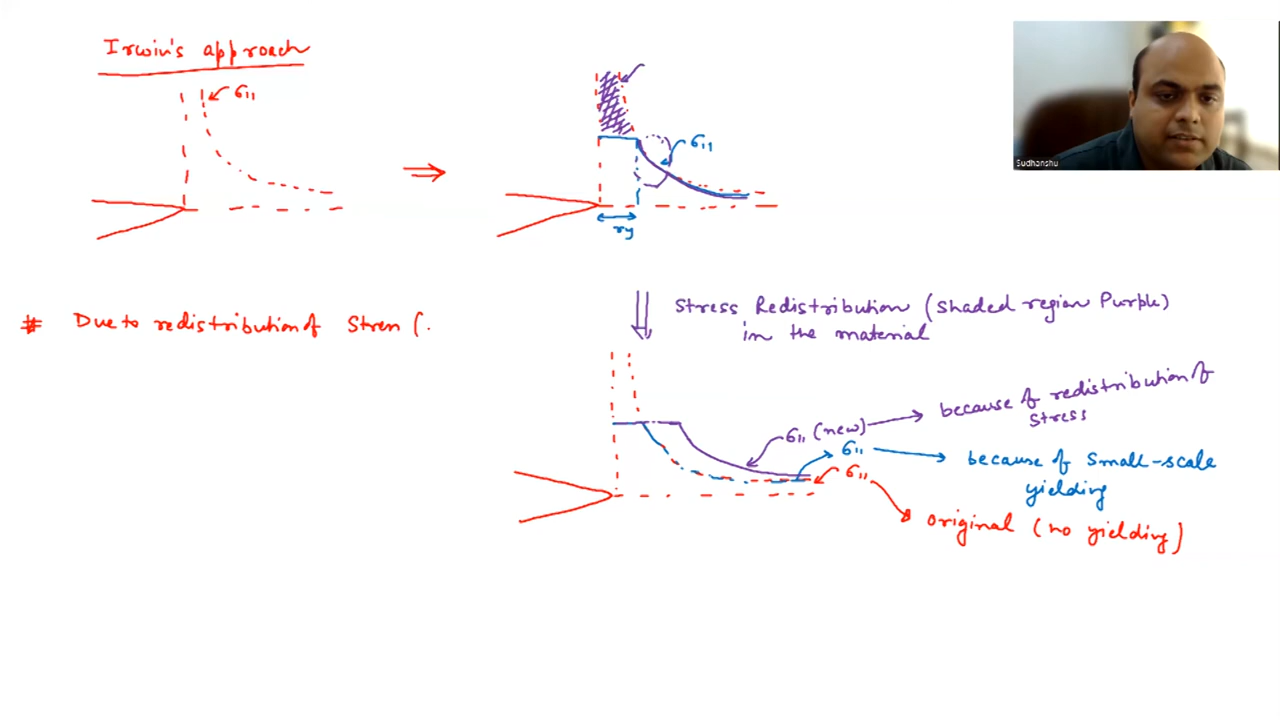 Irwin's approach
σ11
σ11
ry
Sudhanshu
Stress Redistribution (shaded region Purple)
in the material
# Due to redistribution of Stress (.
σ11 (new)
because of redistribution of
stress
σ11
because of Small-scale
yielding
σ11
original (no yielding)